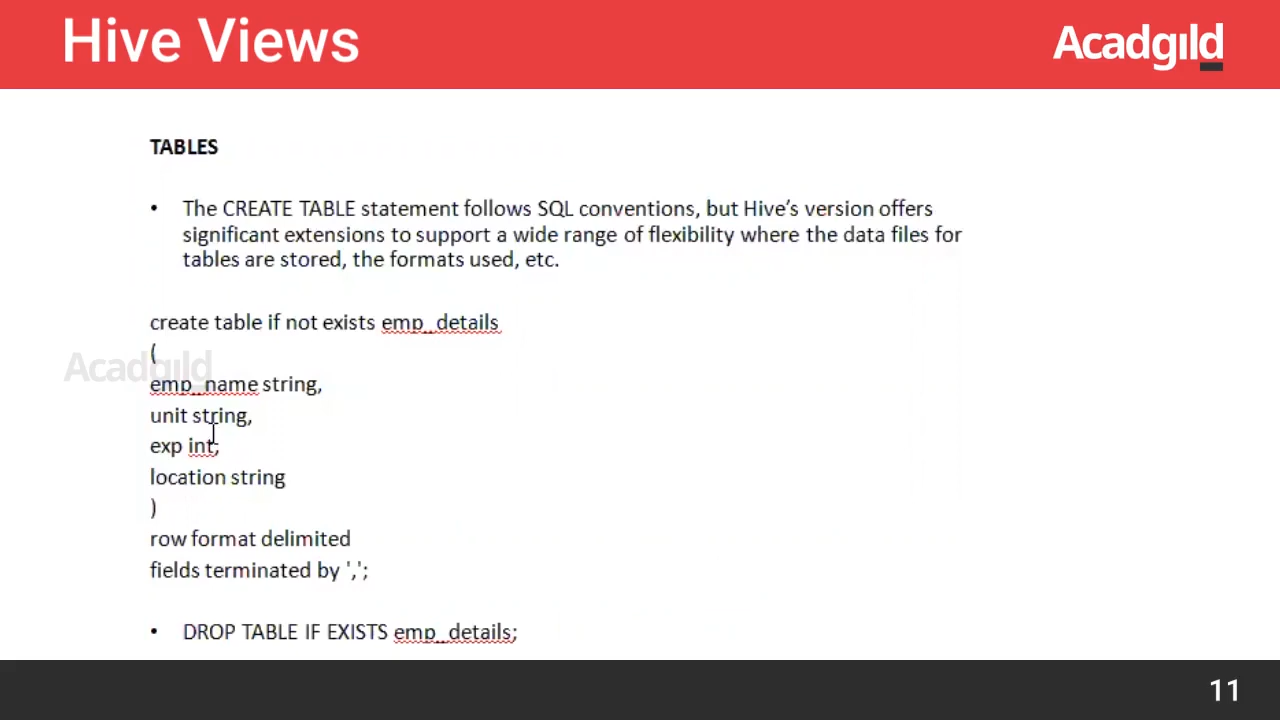 Hive Views
Acadgild
TABLES
• The CREATE TABLE statement follows SQL conventions, but Hive’s version offers
significant extensions to support a wide range of flexibility where the data files for
tables are stored, the formats used, etc.
create table if not exists emp_details
(
Acadgild
emp_name string,
unit string,
exp int,
location string
)
row format delimited
fields terminated by ',';
• DROP TABLE IF EXISTS emp_details;
11